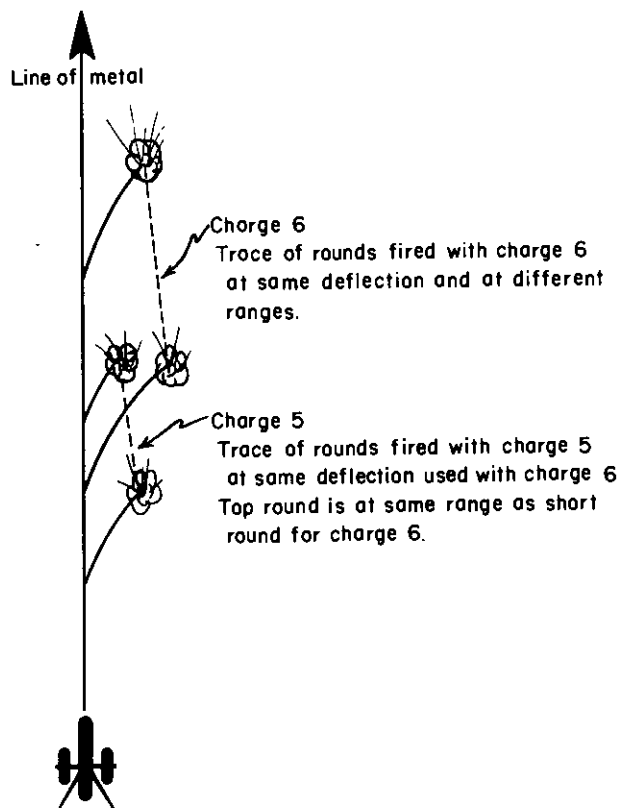 Line of metal
Chorge 6
Trace of rounds fired with charge 6
at same deflection and at different
ranges.
Charge 5
Trace of rounds fired with charge 5
at same deflection used with charge 6
Top round is at same range as short
round for charge 6.